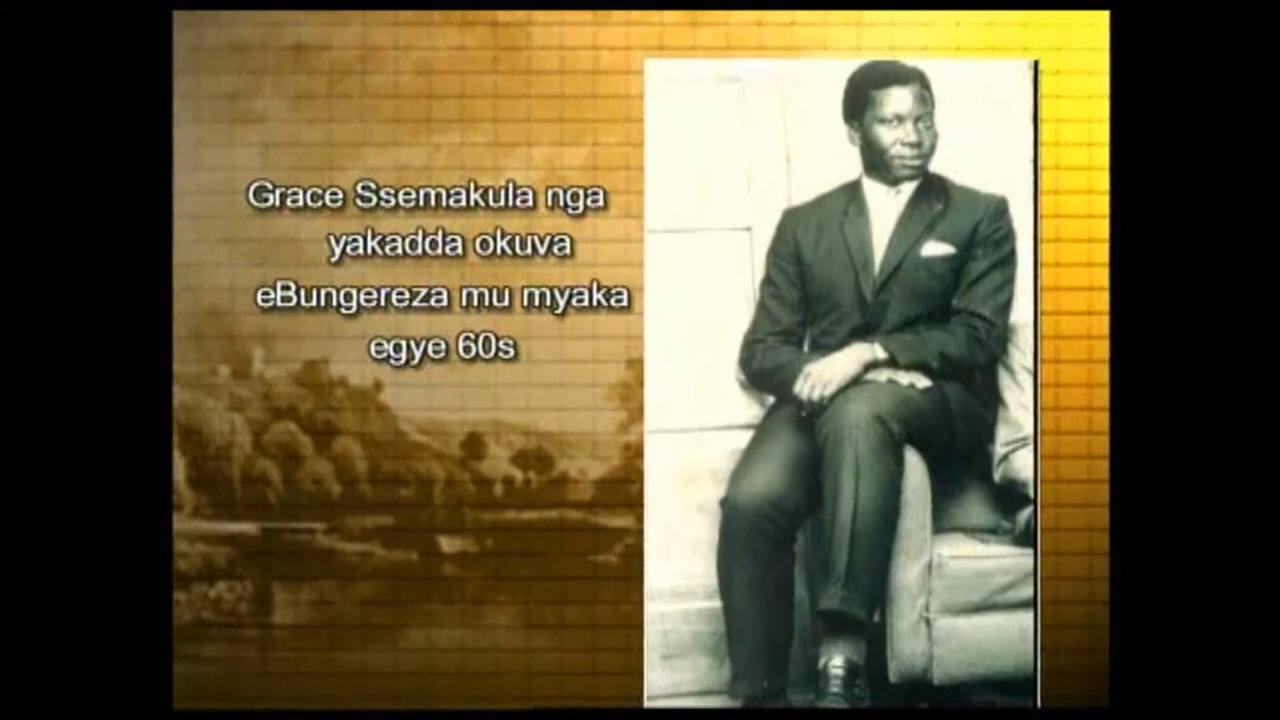 Grace Ssemakula nga
yakadda okuva
eBungereza mu myaka
egye 60s